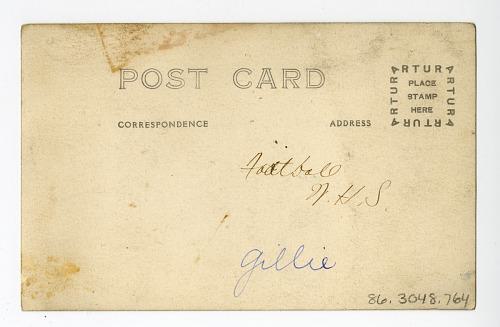 POST CARD
CORRESPONDENCE
ADDRESS
ARTURA
PLACE
STAMP
HERE
ARTURA
ARTURA
ARTURA
Football
W.H.S.
Gillie
86.3048.764